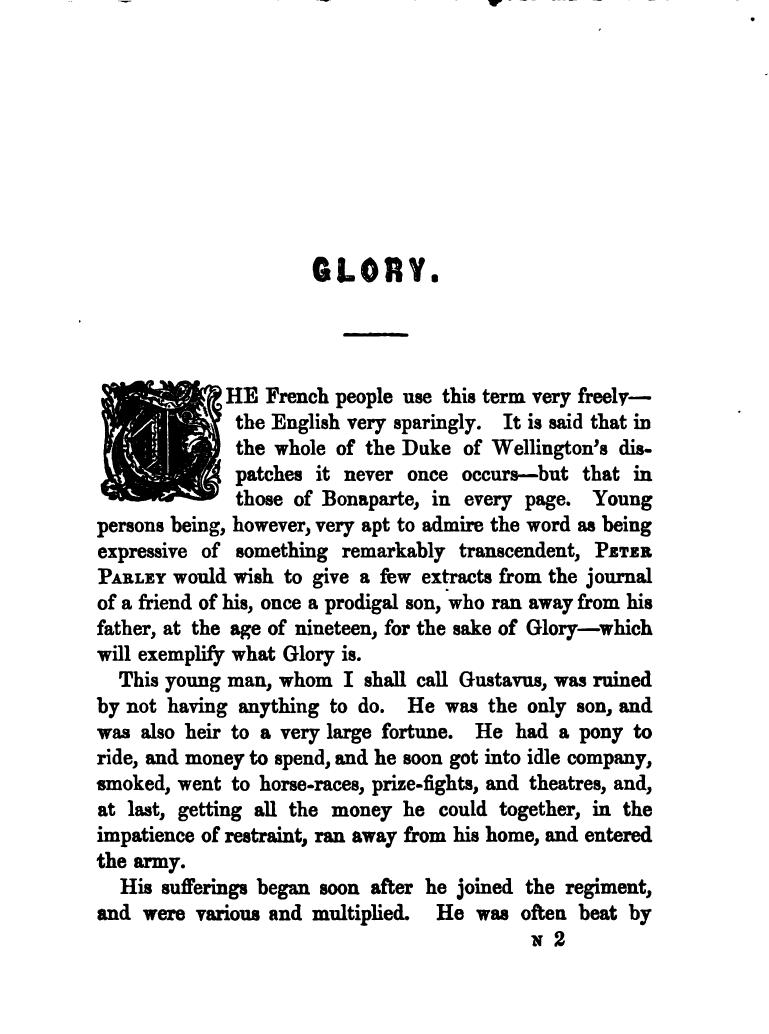 GLORY.
THE French people use this term very freely—
the English very sparingly. It is said that in
the whole of the Duke of Wellington's dis-
patches it never once occurs—but that in
those of Bonaparte, in every page. Young
persons being, however, very apt to admire the word as being
expressive of something remarkably transcendent, PETER
PARLEY would wish to give a few extracts from the journal
of a friend of his, once a prodigal son, who ran away from his
father, at the age of nineteen, for the sake of Glory—which
will exemplify what Glory is.
This young man, whom I shall call Gustavus, was ruined
by not having anything to do. He was the only son, and
was also heir to a very large fortune. He had a pony to
ride, and money to spend, and he soon got into idle company,
smoked, went to horse-races, prize-fights, and theatres, and,
at last, getting all the money he could together, in the
impatience of restraint, ran away from his home, and entered
the army.
His sufferings began soon after he joined the regiment,
and were various and multiplied. He was often beat by
N 2